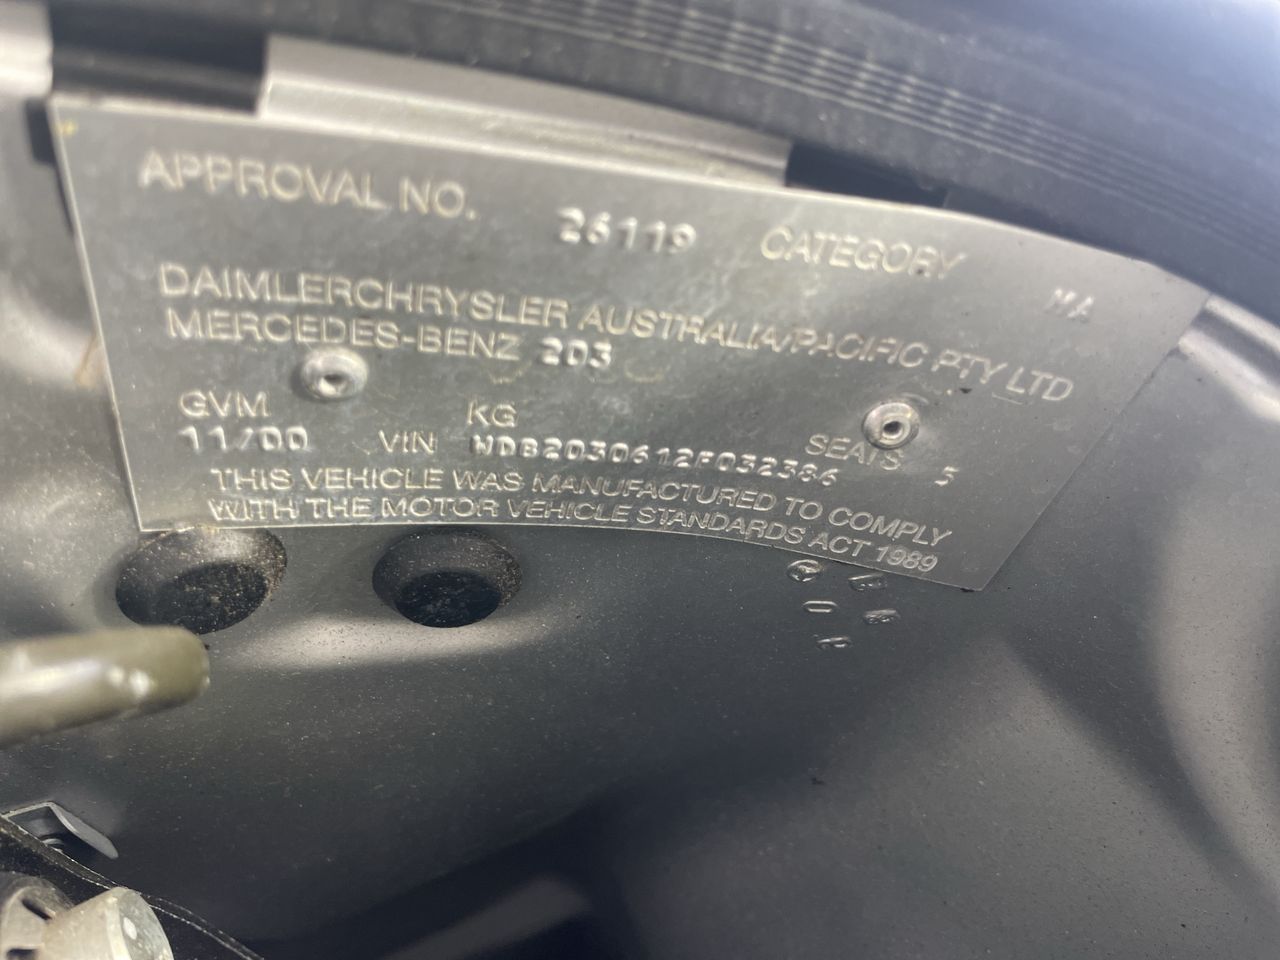 APPROVAL NO. 26119 CATEGORY MA
DAIMLERCHRYSLER AUSTRALIA/PACIFIC PTY LTD
MERCEDES-BENZ 203
GVM KG SEATS 5
11/00 VIN WDB2030612F032386
THIS VEHICLE WAS MANUFACTURED TO COMPLY
WITH THE MOTOR VEHICLE STANDARDS ACT 1989